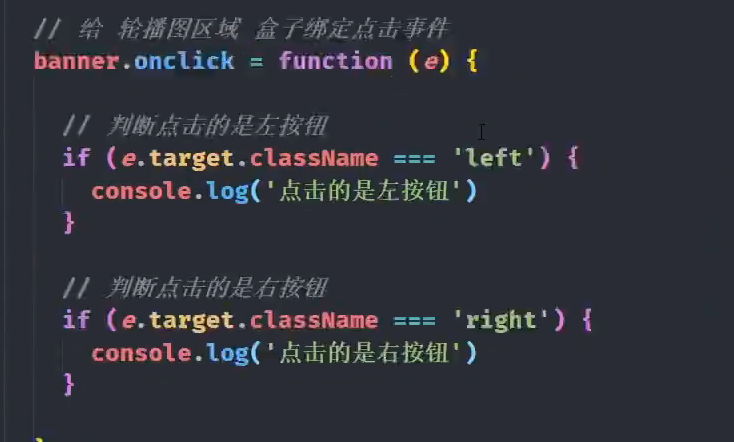 // 给 轮播图区域 盒子绑定点击事件
banner.onclick = function (e) {
// 判断点击的是左按钮
if (e.target.className === 'left') {
console.log('点击的是左按钮')
}
// 判断点击的是右按钮
if (e.target.className === 'right') {
console.log('点击的是右按钮')
}
}